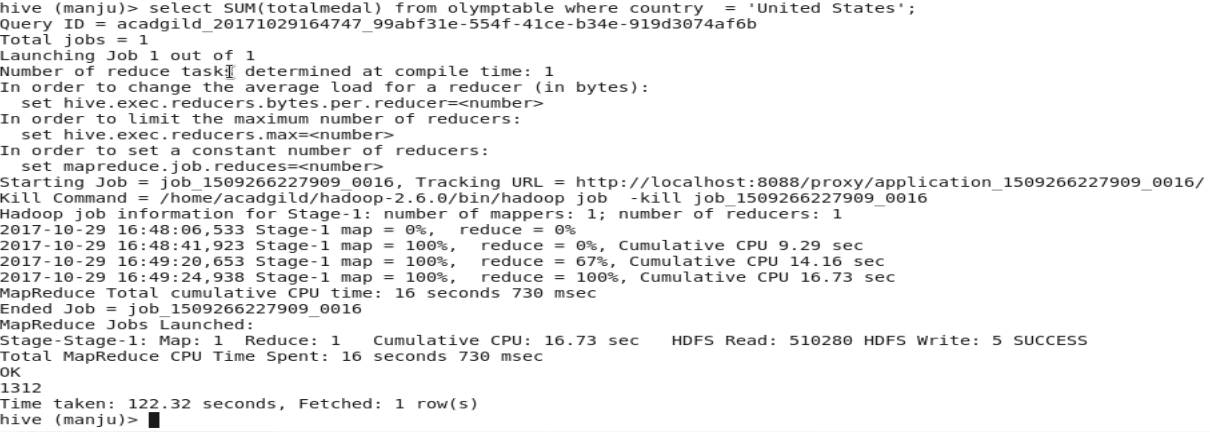 hive (manju)> select SUM(totalmedal) from olymptable where country  = 'United States';
Query ID = acadgild_20171029164747_99abf31e-554f-41ce-b34e-919d3074af6b
Total jobs = 1
Launching Job 1 out of 1
Number of reduce tasks determined at compile time: 1
In order to change the average load for a reducer (in bytes):
  set hive.exec.reducers.bytes.per.reducer=<number>
In order to limit the maximum number of reducers:
  set hive.exec.reducers.max=<number>
In order to set a constant number of reducers:
  set mapreduce.job.reduces=<number>
Starting Job = job_1509266227909_0016, Tracking URL = http://localhost:8088/proxy/application_1509266227909_0016/
Kill Command = /home/acadgild/hadoop-2.6.0/bin/hadoop job  -kill job_1509266227909_0016
Hadoop job information for Stage-1: number of mappers: 1; number of reducers: 1
2017-10-29 16:48:06,533 Stage-1 map = 0%,  reduce = 0%
2017-10-29 16:48:41,923 Stage-1 map = 100%,  reduce = 0%, Cumulative CPU 9.29 sec
2017-10-29 16:49:20,653 Stage-1 map = 100%,  reduce = 67%, Cumulative CPU 14.16 sec
2017-10-29 16:49:24,938 Stage-1 map = 100%,  reduce = 100%, Cumulative CPU 16.73 sec
MapReduce Total cumulative CPU time: 16 seconds 730 msec
Ended Job = job_1509266227909_0016
MapReduce Jobs Launched:
Stage-Stage-1: Map: 1  Reduce: 1   Cumulative CPU: 16.73 sec   HDFS Read: 510280 HDFS Write: 5 SUCCESS
Total MapReduce CPU Time Spent: 16 seconds 730 msec
OK
1312
Time taken: 122.32 seconds, Fetched: 1 row(s)
hive (manju)>